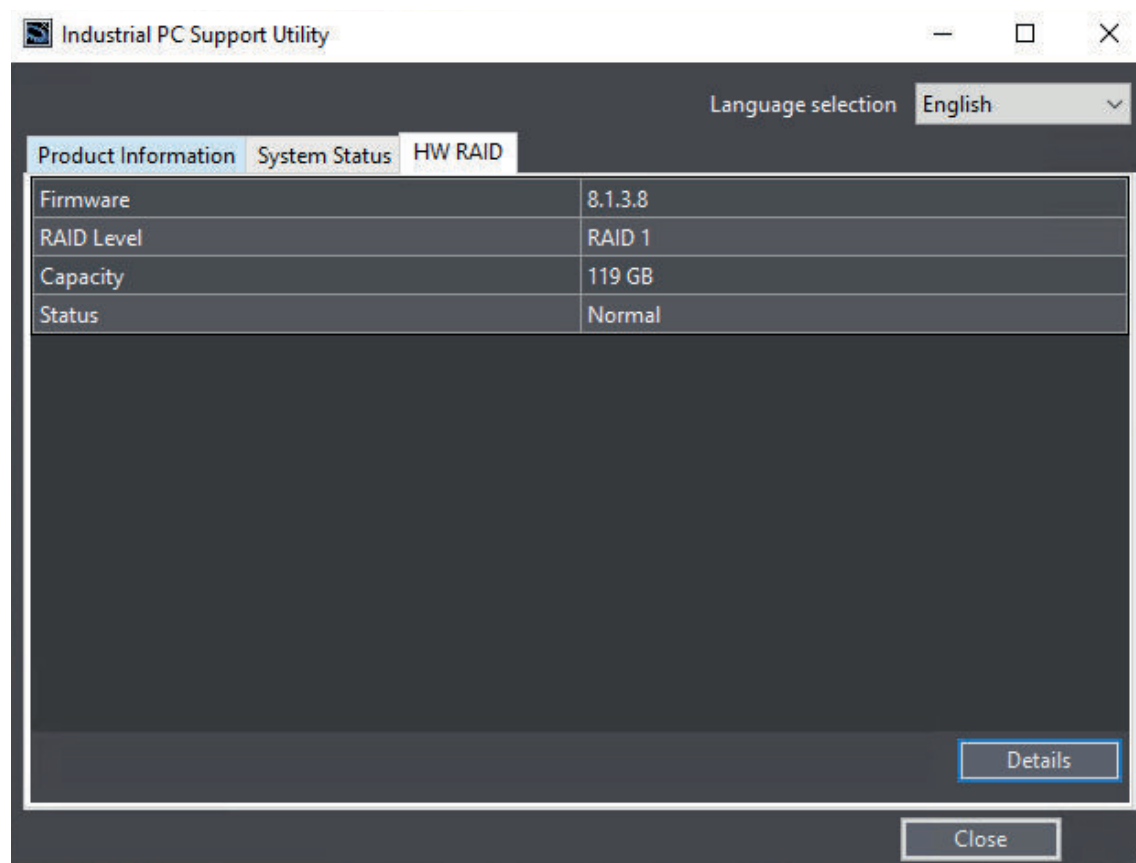 Industrial PC Support Utility
Language selection English
Product Information System Status HW RAID
Firmware 8.1.3.8
RAID Level RAID 1
Capacity 119 GB
Status Normal
Details
Close